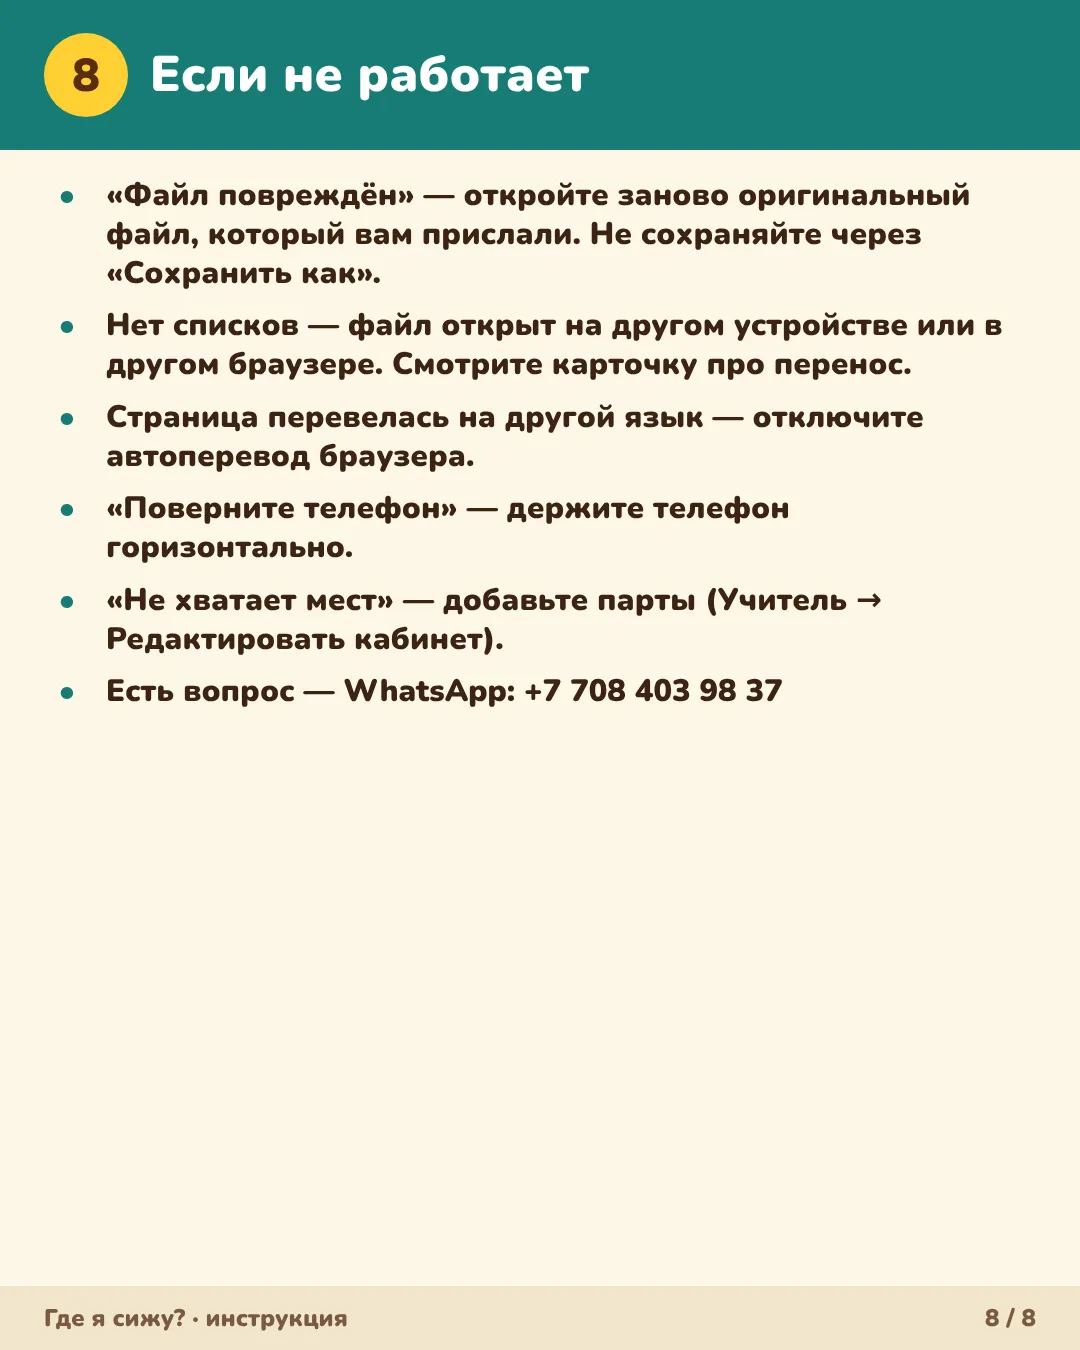 8 Если не работает
• «Файл повреждён» — откройте заново оригинальный
файл, который вам прислали. Не сохраняйте через
«Сохранить как».
• Нет списков — файл открыт на другом устройстве или в
другом браузере. Смотрите карточку про перенос.
• Страница перевелась на другой язык — отключите
автоперевод браузера.
• «Поверните телефон» — держите телефон
горизонтально.
• «Не хватает мест» — добавьте парты (Учитель →
Редактировать кабинет).
• Есть вопрос — WhatsApp: +7 708 403 98 37
Где я сижу? · инструкция 8 / 8